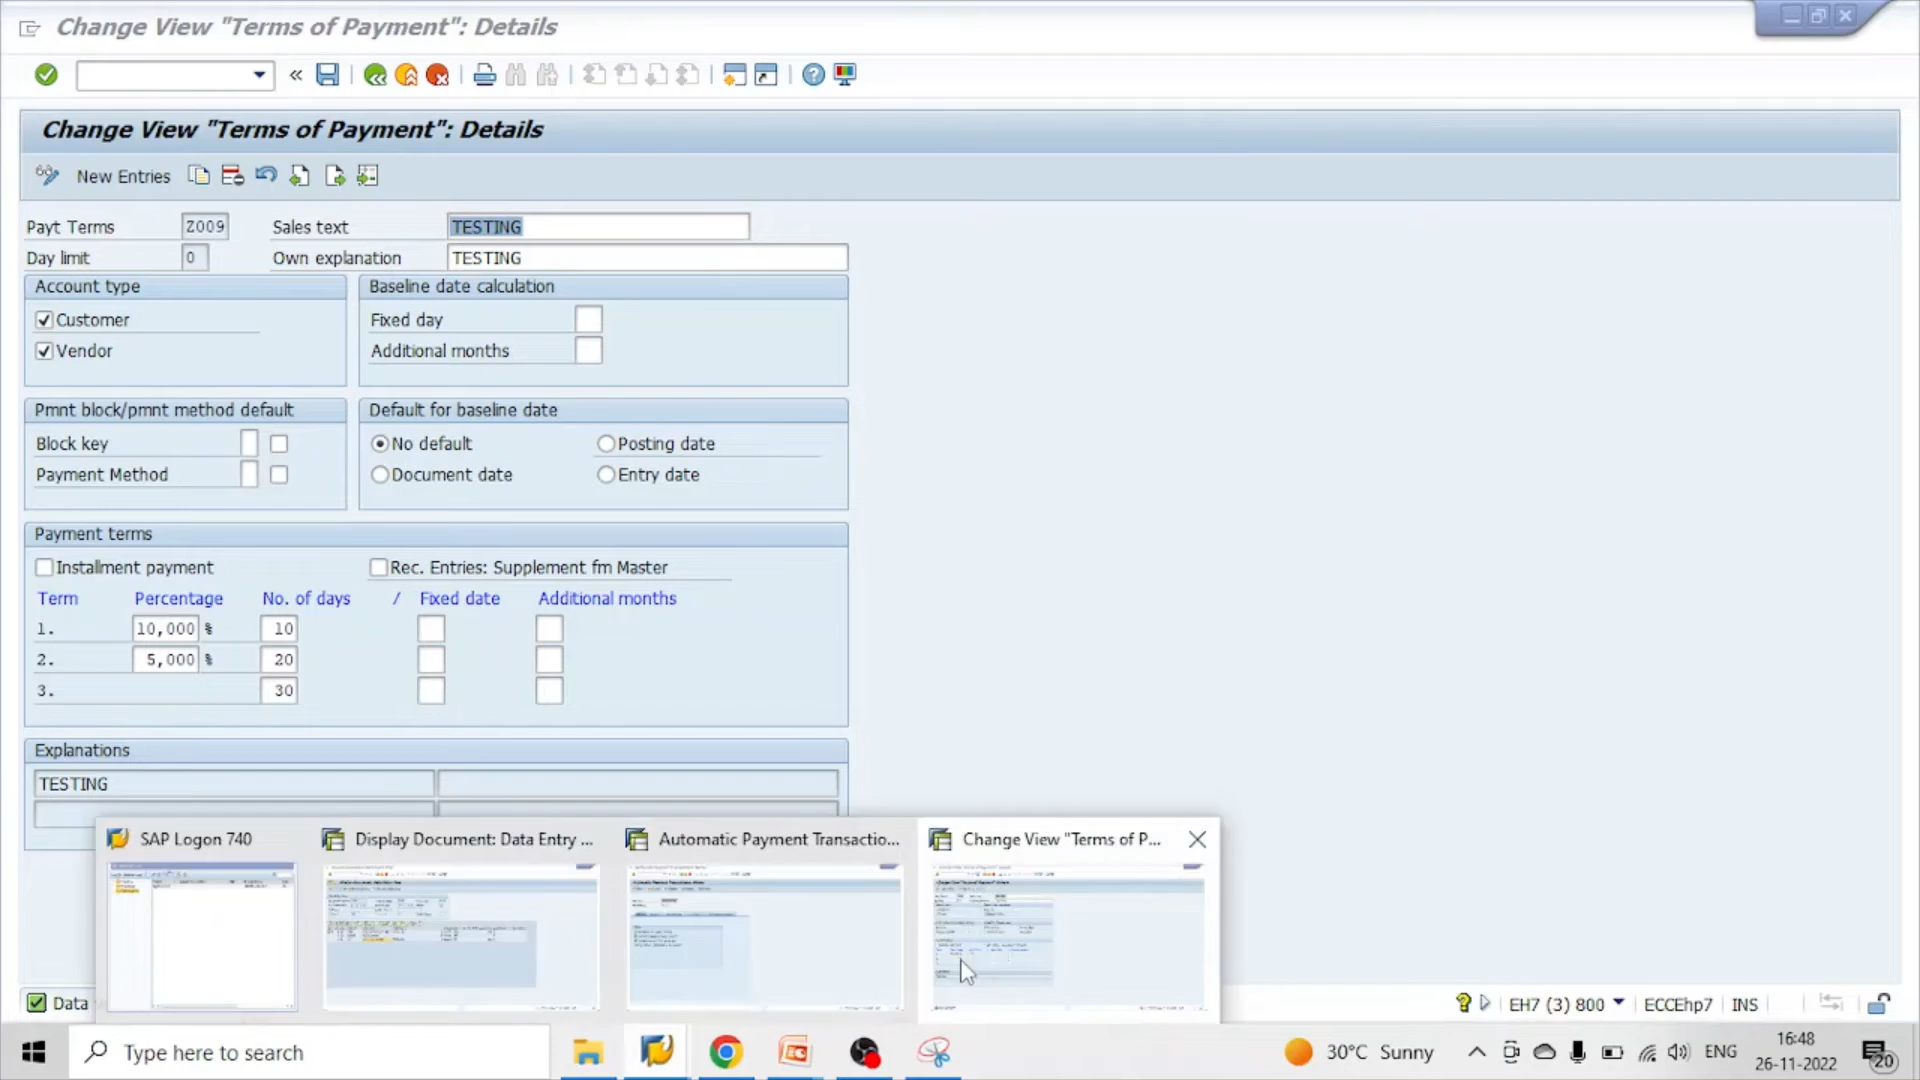 Change View "Terms of Payment": Details
Change View "Terms of Payment": Details
New Entries
Payt Terms Z009 Sales text TESTING
Day limit 0 Own explanation TESTING
Account type Baseline date calculation
Customer Fixed day
Vendor Additional months
Pmnt block/pmnt method default Default for baseline date
Block key No default Posting date
Payment Method Document date Entry date
Payment terms
Installment payment Rec. Entries: Supplement fm Master
Term Percentage No. of days / Fixed date Additional months
1. 10,000 % 10
2. 5,000 % 20
3. 30
Explanations
TESTING
SAP Logon 740 Display Document: Data Entry ... Automatic Payment Transactio... Change View "Terms of P...
Data EH7 (3) 800 ECCEhp7 INS
Type here to search 30°C Sunny ENG 16:48
26-11-2022 20